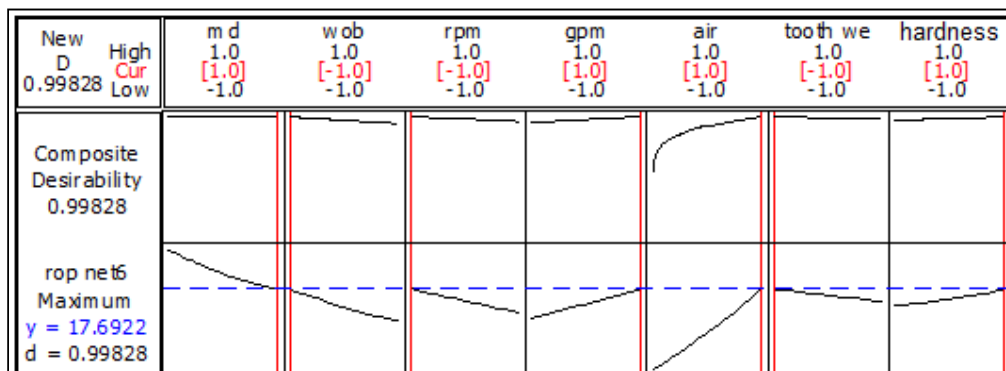 New D 0.99828
High Cur Low
md 1.0 [1.0] -1.0
wob 1.0 [-1.0] -1.0
rpm 1.0 [-1.0] -1.0
gpm 1.0 [1.0] -1.0
air 1.0 [1.0] -1.0
tooth we 1.0 [-1.0] -1.0
hardness 1.0 [1.0] -1.0
Composite
Desirability
0.99828
rop net6
Maximum
y = 17.6922
d = 0.99828